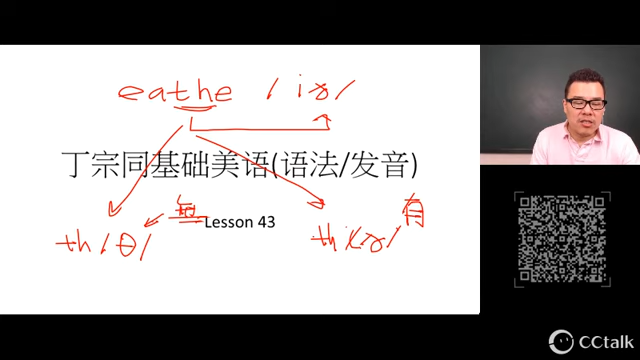 eathe /ið/
丁宗同基础美语(语法/发音)
無
有
Lesson 43
th /θ/
th /ð/
CCtalk